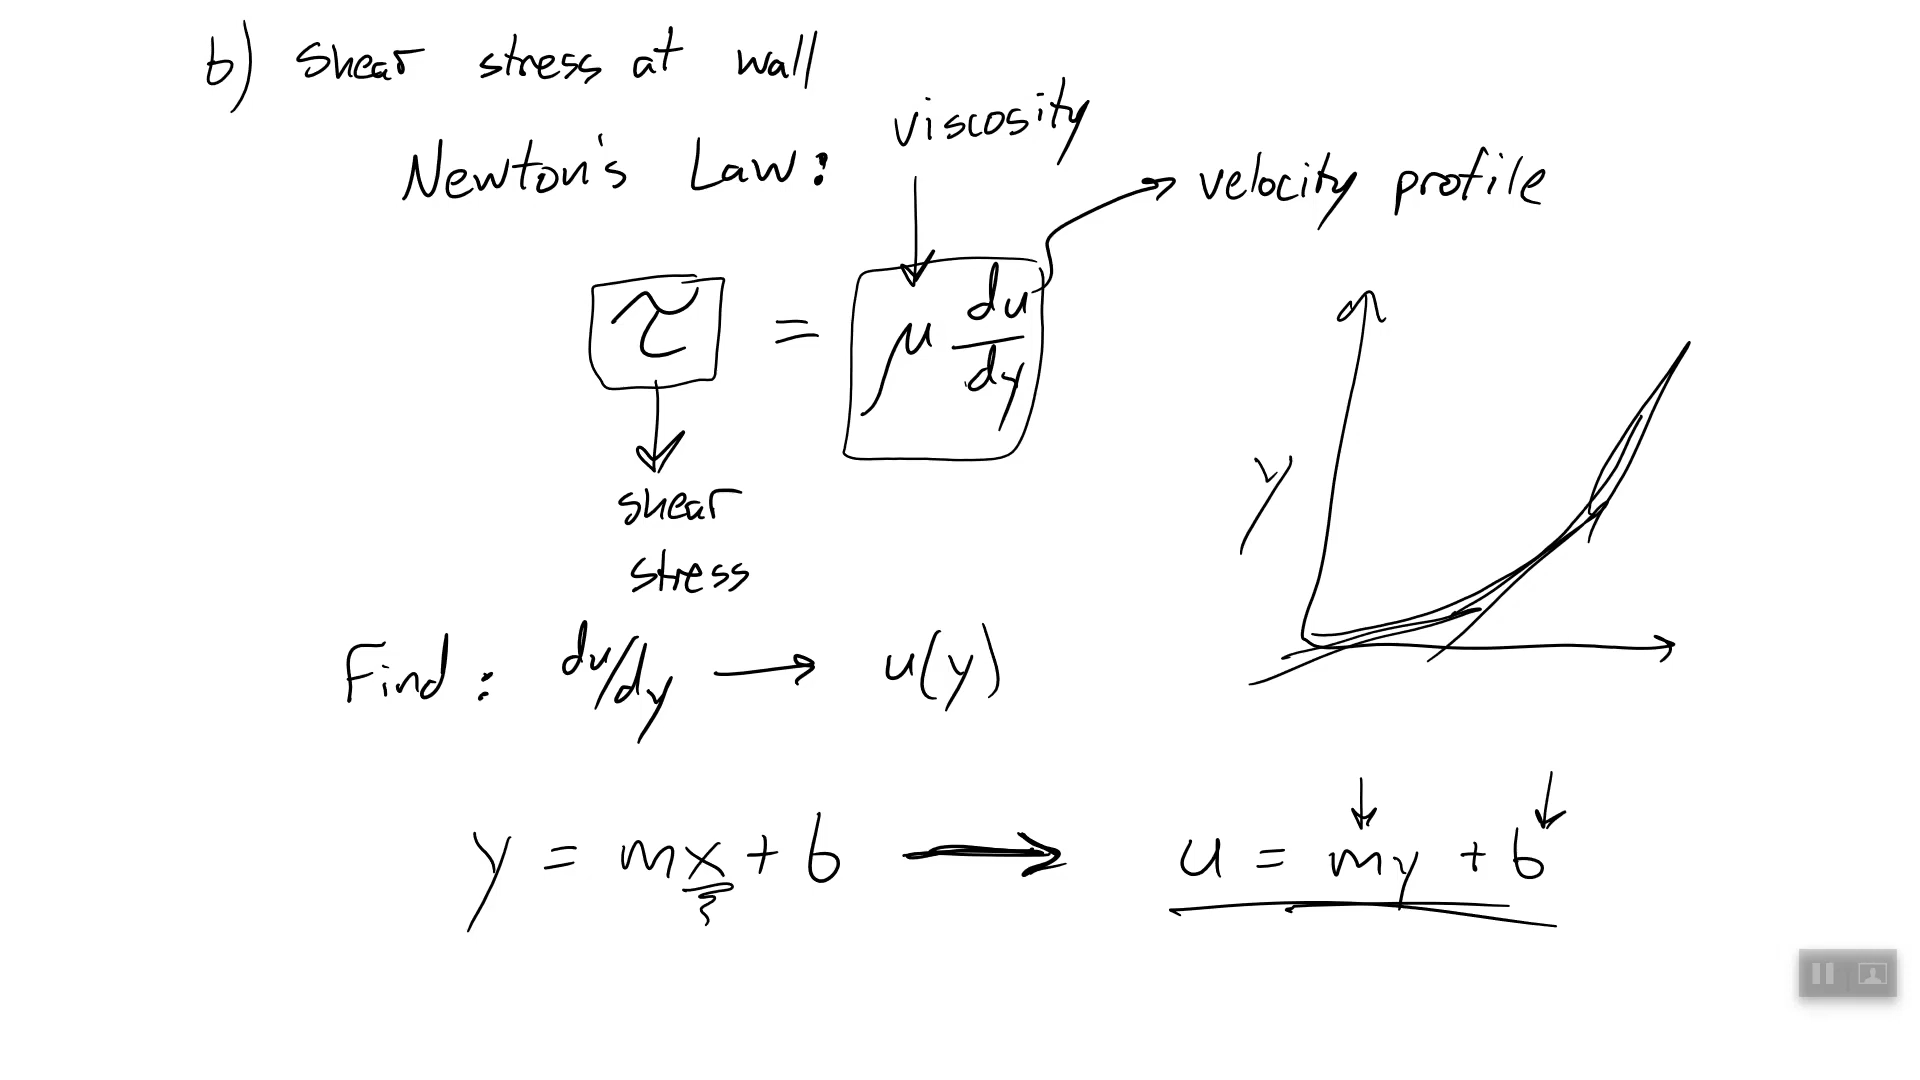 b) Shear stress at wall
viscosity
Newton's Law:
velocity profile
τ = μ du/dy
shear
stress
y
Find: du/dy → u(y)
y = mx + b → u = my + b